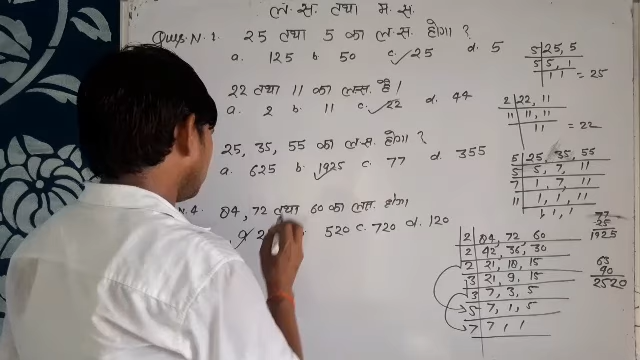 ल.स. तथा म.स.
Ques.N.1. 25 तथा 5 का ल.स. होगा ?
a. 125 b. 50 c. 25 d. 5
22 तथा 11 का लस. है।
a. 2 b. 11 c. 22 d. 44
25, 35, 55 का ल.स. होगा ?
a. 625 b. 1925 c. 77 d. 355
N.4. 84, 72 तथा 60 का लस. होगा
520 c. 720 d. 120
5 25, 5
5 5, 1
1 1 = 25
2 22, 11
11 11, 11
11 = 22
5 25, 35, 55
5 5, 7, 11
7 1, 7, 11
11 1, 1, 11
1, 1
77
25
1925
2 84, 72, 60
2 42, 36, 30
2 21, 18, 15
3 21, 9, 15
3 7, 3, 5
5 7, 1, 5
7 7, 1
63
90
2520